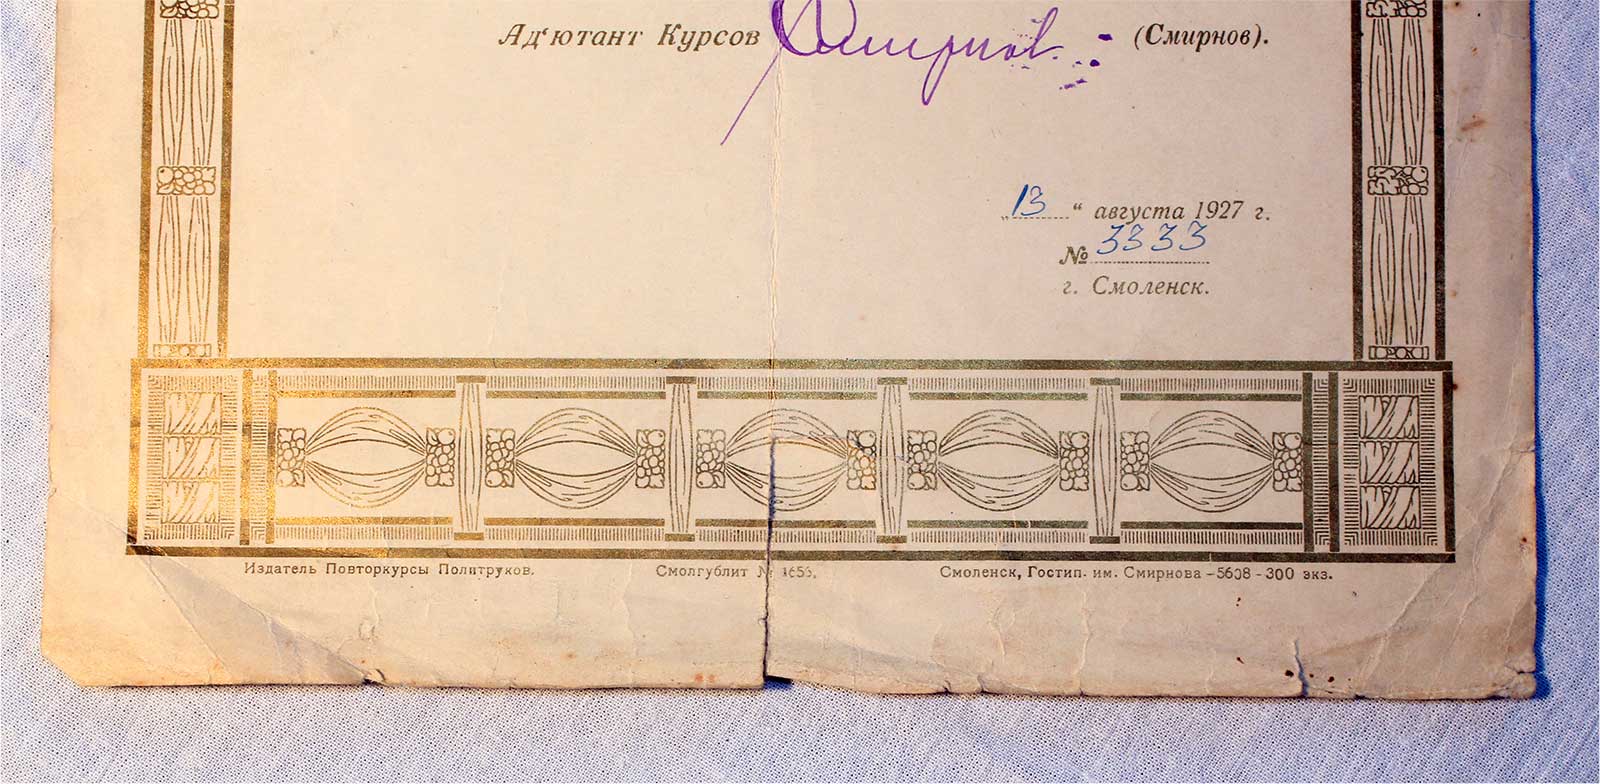 Ад‘ютант Курсов Смирнов. (Смирнов).
„13“ августа 1927 г.
№ 3333
г. Смоленск.
Издатель Повторкурсы Политруков.
Смолгублит №
Смоленск, Гостип. им. Смирнова –5608–300 экз.